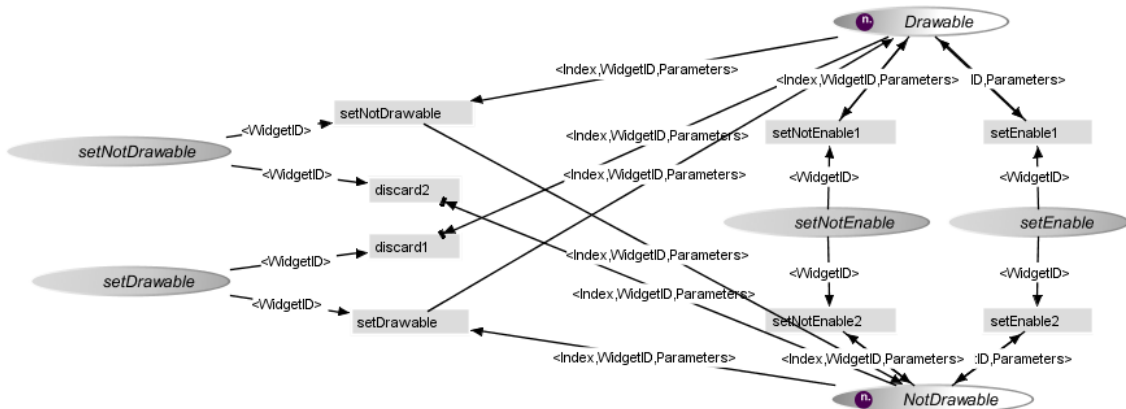 n. Drawable
<Index,WidgetID,Parameters>
<Index,WidgetID,Parameters>
ID,Parameters>
setNotDrawable
<WidgetID>
setNotEnable1
setEnable1
<Index,WidgetID,Parameters>
setNotDrawable
<WidgetID>
<Index,WidgetID,Parameters>
<WidgetID>
<WidgetID>
discard2
setNotEnable
setEnable
discard1
<Index,WidgetID,Parameters>
<WidgetID>
setDrawable
<WidgetID>
<WidgetID>
<WidgetID>
<Index,WidgetID,Parameters>
setDrawable
setNotEnable2
setEnable2
<Index,WidgetID,Parameters>
<Index,WidgetID,Parameters>
ID,Parameters>
n. NotDrawable